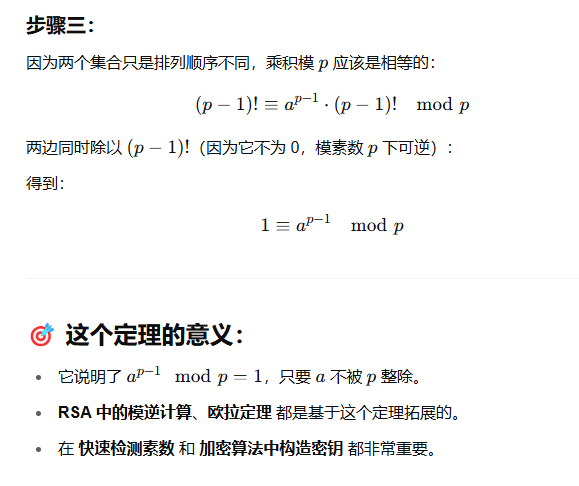 步骤三：
因为两个集合只是排列顺序不同，乘积模 p 应该是相等的：
(p − 1)! ≡ a^{p−1} · (p − 1)! mod p
两边同时除以 (p − 1)!（因为它不为 0，模素数 p 下可逆）：
得到：
1 ≡ a^{p−1} mod p
🎯 这个定理的意义：
• 它说明了 a^{p−1} mod p = 1，只要 a 不被 p 整除。
• RSA 中的模逆计算、欧拉定理 都是基于这个定理拓展的。
• 在 快速检测素数 和 加密算法中构造密钥 都非常重要。